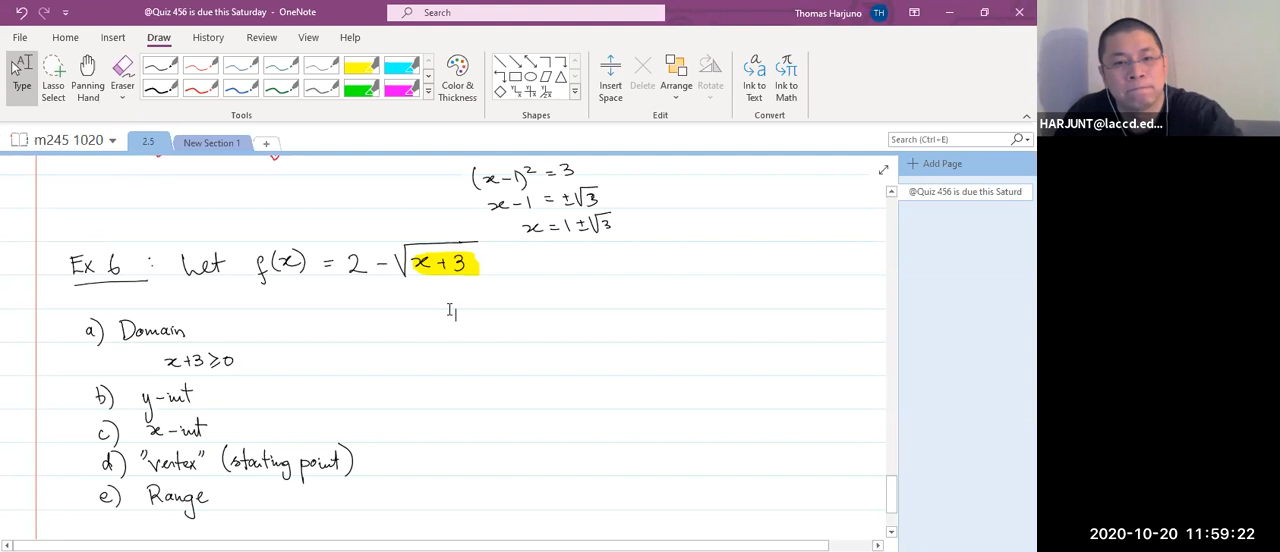 @Quiz 456 is due this Saturday - OneNote
Search
Thomas Harjuno
File Home Insert Draw History Review View Help
Type
Lasso Select
Panning Hand
Eraser
Color & Thickness
Insert Space
Delete
Arrange
Rotate
Ink to Text
Ink to Math
Tools
Shapes
Edit
Convert
HARJUNT@laccd.ed...
m245 1020
2.5
New Section 1
Search (Ctrl+E)
Add Page
@Quiz 456 is due this Saturd
(x-1)² = 3
x-1 = ±√3
x = 1 ±√3
Ex 6 : Let f(x) = 2 - √(x+3)
a) Domain
x+3 ≥ 0
b) y-int
c) x-int
d) "vertex" (starting point)
e) Range
2020-10-20 11:59:22